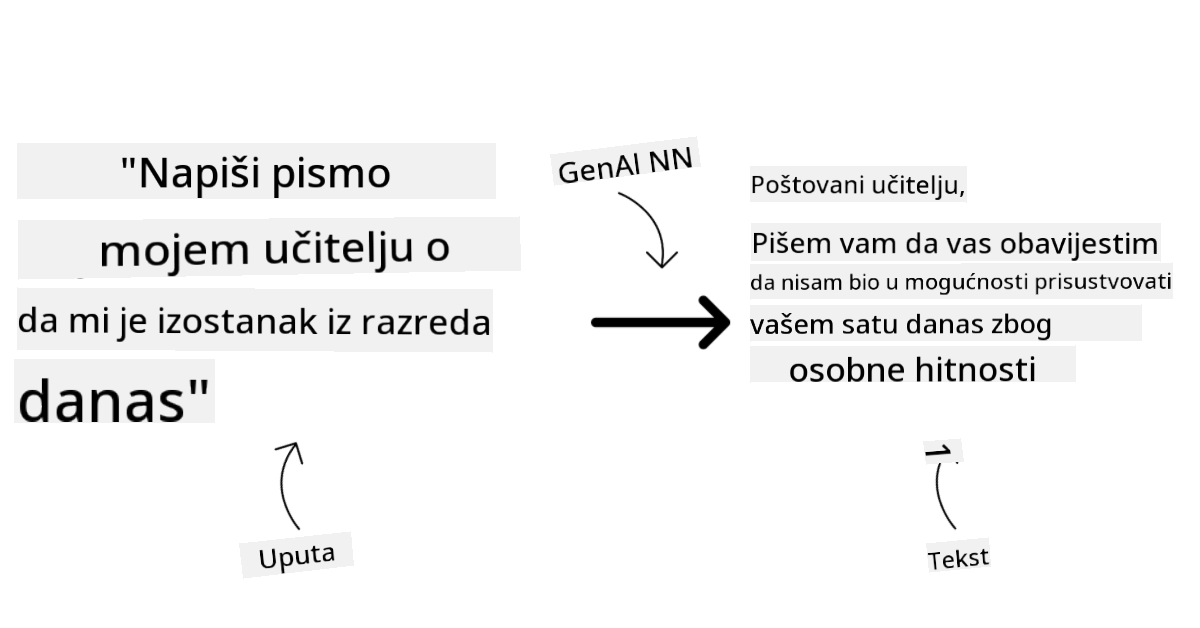 "Napiši pismo
mojem učitelju o
da mi je izostanak iz razreda
danas"
Uputa
GenAI NN
Poštovani učitelju,
Pišem vam da vas obavijestim
da nisam bio u mogućnosti prisustvovati
vašem satu danas zbog
osobne hitnosti
Tekst